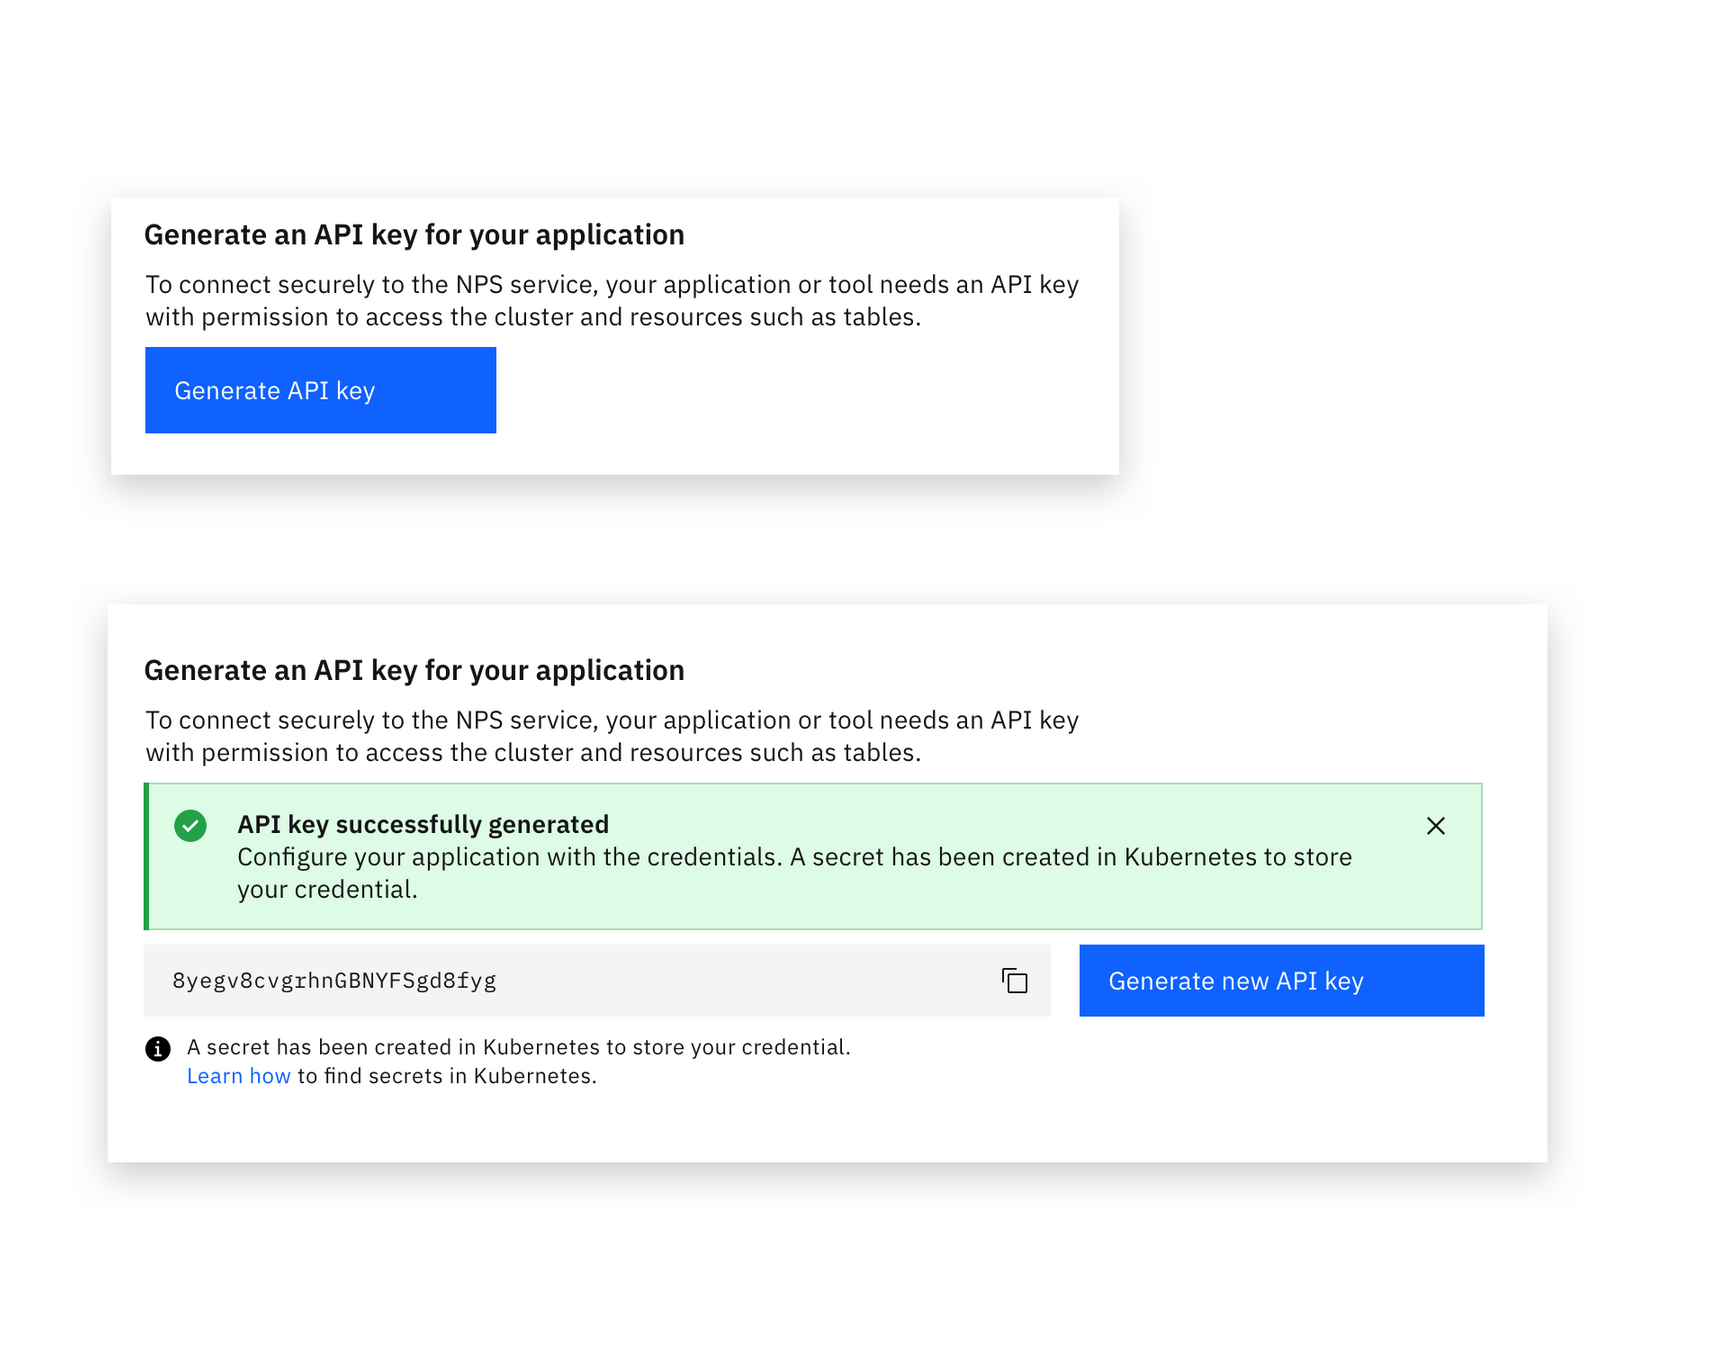 Generate an API key for your application
To connect securely to the NPS service, your application or tool needs an API key
with permission to access the cluster and resources such as tables.
Generate API key
Generate an API key for your application
To connect securely to the NPS service, your application or tool needs an API key
with permission to access the cluster and resources such as tables.
API key successfully generated
Configure your application with the credentials. A secret has been created in Kubernetes to store
your credential.
8yegv8cvgrhnGBNYFSgd8fyg
Generate new API key
A secret has been created in Kubernetes to store your credential.
Learn how to find secrets in Kubernetes.